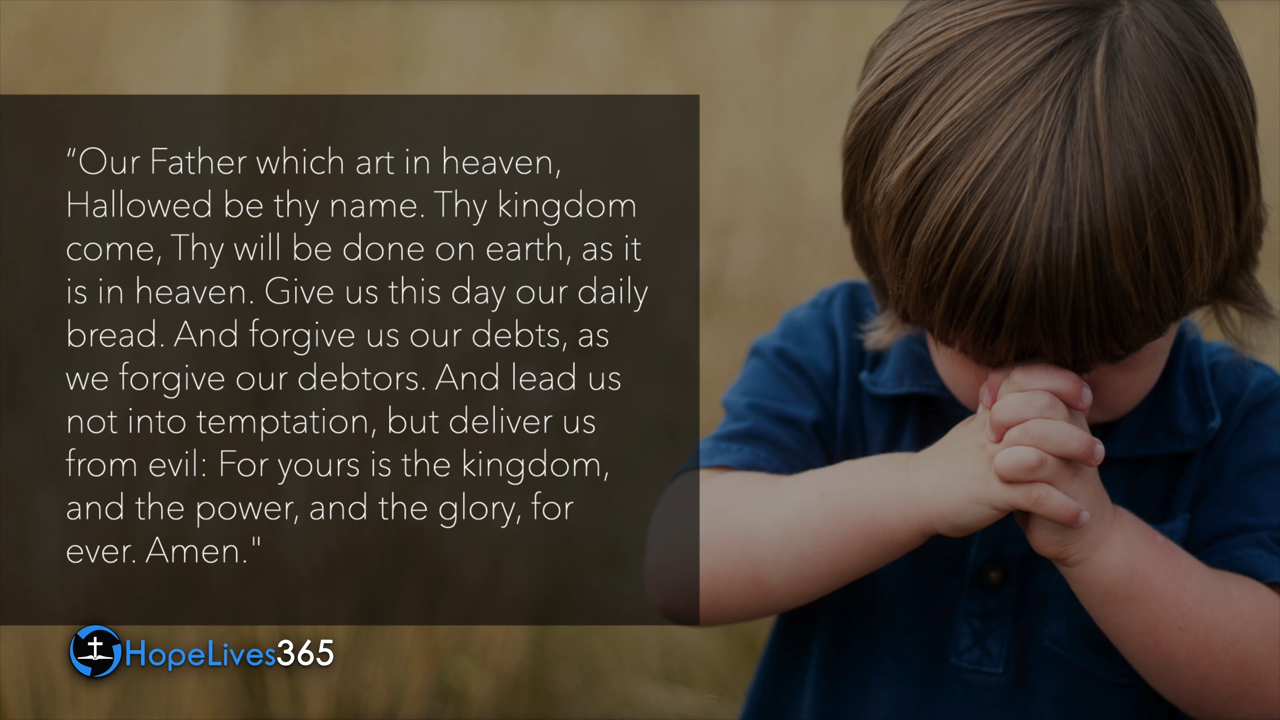 “Our Father which art in heaven,
Hallowed be thy name. Thy kingdom
come, Thy will be done on earth, as it
is in heaven. Give us this day our daily
bread. And forgive us our debts, as
we forgive our debtors. And lead us
not into temptation, but deliver us
from evil: For yours is the kingdom,
and the power, and the glory, for
ever. Amen."
HopeLives365